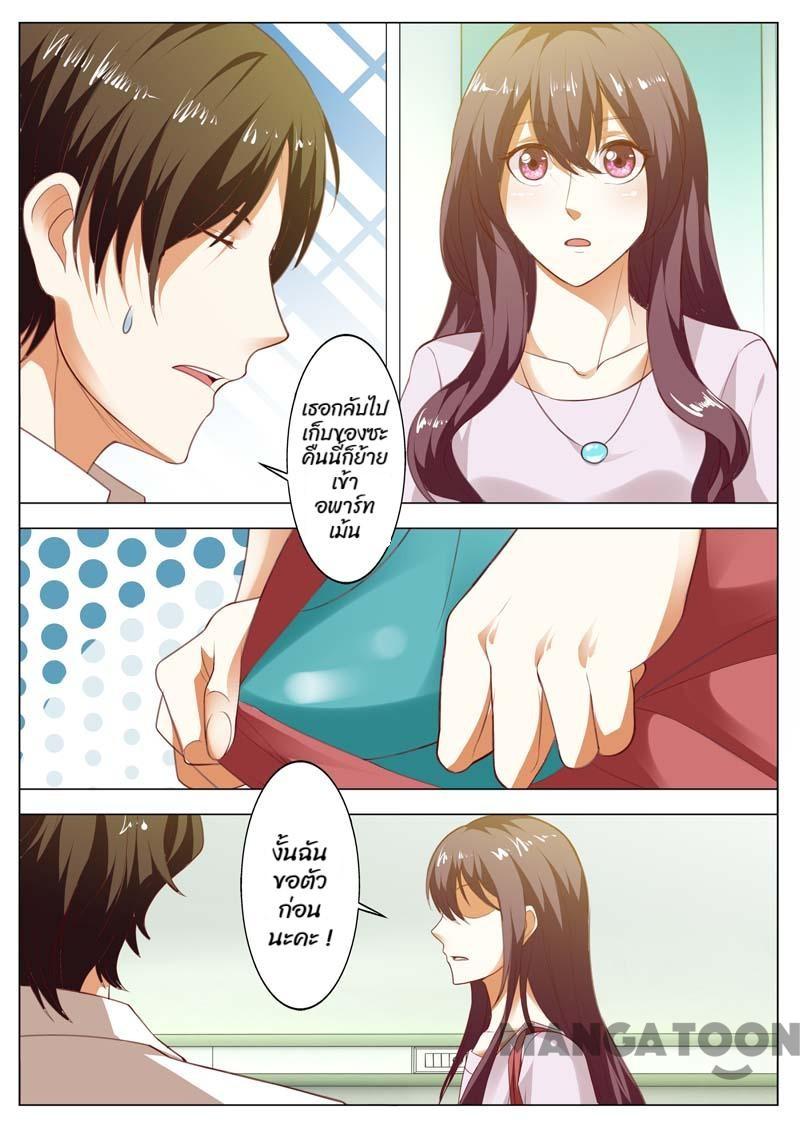 เธอกลับไป
เก็บของซะ
คืนนี้ก็ย้าย
เข้า
อพาร์ท
เม้น
งั้นฉัน
ขอตัว
ก่อน
นะคะ !
MANGATOON